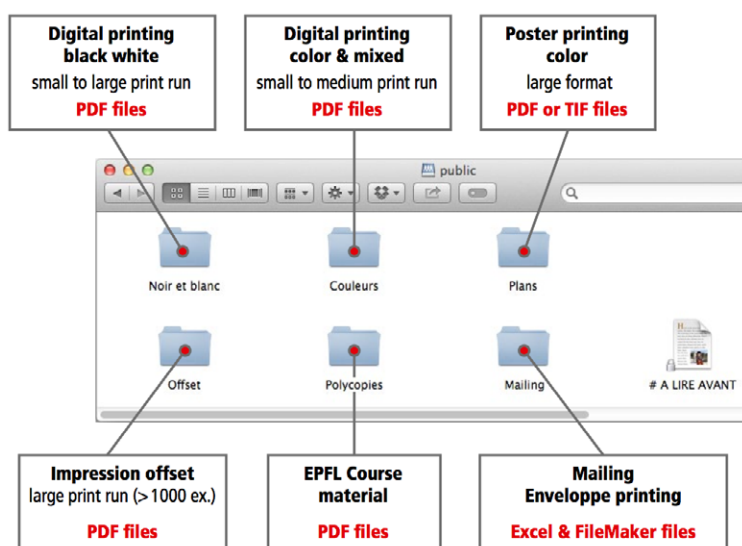 Digital printing
black white
small to large print run
PDF files
Digital printing
color & mixed
small to medium print run
PDF files
Poster printing
color
large format
PDF or TIF files
public
Noir et blanc
Couleurs
Plans
Offset
Polycopies
Mailing
# A LIRE AVANT
Impression offset
large print run (>1000 ex.)
PDF files
EPFL Course
material
PDF files
Mailing
Enveloppe printing
Excel & FileMaker files